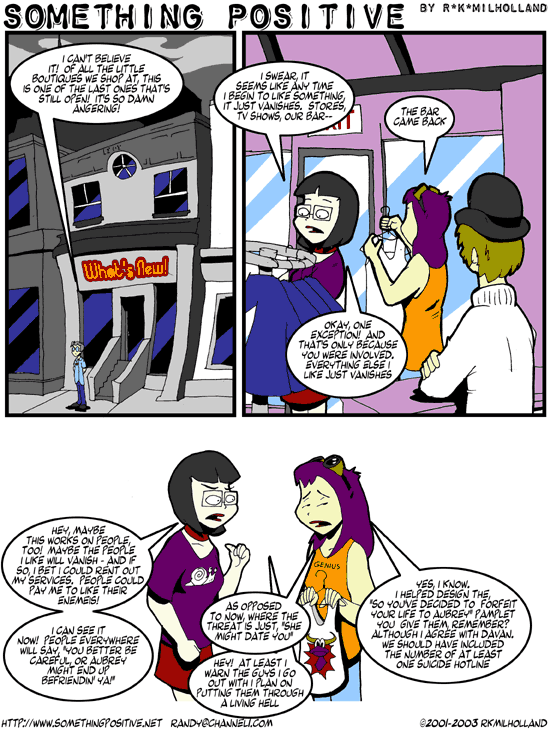 SOMETHING POSITIVE BY R*K*MILHOLLAND
I CAN'T BELIEVE
IT! OF ALL THE LITTLE
BOUTIQUES WE SHOP AT, THIS
IS ONE OF THE LAST ONES THAT'S
STILL OPEN! IT'S SO DAMN
ANGERING!
What's New!
I SWEAR, IT
SEEMS LIKE ANY TIME
I BEGIN TO LIKE SOMETHING,
IT JUST VANISHES. STORES,
TV SHOWS, OUR BAR--
THE BAR
CAME BACK
OKAY, ONE
EXCEPTION! AND
THAT'S ONLY BECAUSE
YOU WERE INVOLVED.
EVERYTHING ELSE I
LIKE JUST VANISHES
HEY, MAYBE
THIS WORKS ON PEOPLE,
TOO! MAYBE THE PEOPLE
I LIKE WILL VANISH - AND IF
SO, I BET I COULD RENT OUT
MY SERVICES. PEOPLE COULD
PAY ME TO LIKE THEIR
ENEMEIS!
I CAN SEE IT
NOW! PEOPLE EVERYWHERE
WILL SAY, "YOU BETTER BE
CAREFUL, OR AUBREY
MIGHT END UP
BEFRIENDIN' YA!"
AS OPPOSED
TO NOW, WHERE THE
THREAT IS JUST, "SHE
MIGHT DATE YOU"
HEY! AT LEAST I
WARN THE GUYS I GO
OUT WITH I PLAN ON
PUTTING THEM THROUGH
A LIVING HELL
GENIUS
?
YES, I KNOW.
I HELPED DESIGN THE,
"SO YOU'VE DECIDED TO FORFEIT
YOUR LIFE TO AUBREY" PAMPLET
YOU GIVE THEM, REMEMBER?
ALTHOUGH I AGREE WITH DAVAN.
WE SHOULD HAVE INCLUDED
THE NUMBER OF AT LEAST
ONE SUICIDE HOTLINE
HTTP://WWW.SOMETHINGPOSITIVE.NET RANDY@CHANNEL1.COM ©2001-2003 RKMILHOLLAND